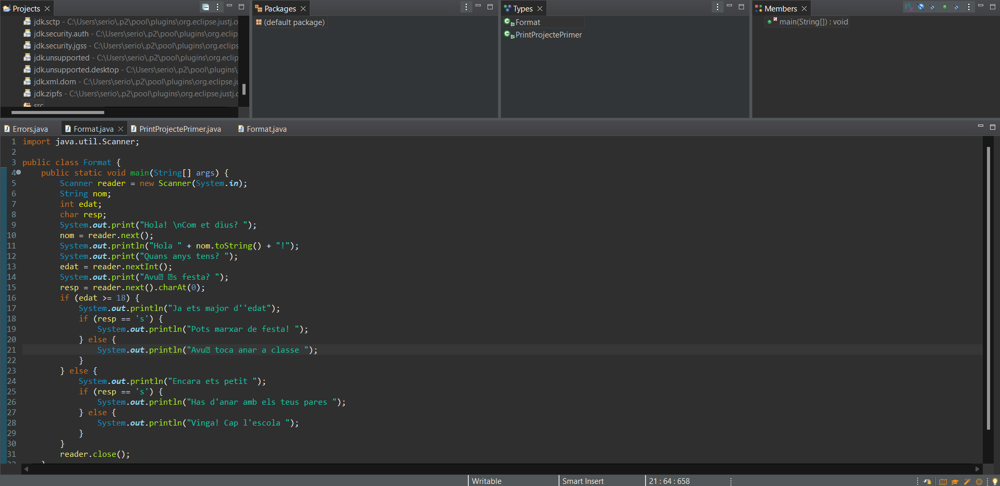 Projects
jdk.sctp - C:\Users\serio\.p2\pool\plugins\org.eclipse.justj.o
jdk.security.auth - C:\Users\serio\.p2\pool\plugins\org.eclip
jdk.security.jgss - C:\Users\serio\.p2\pool\plugins\org.eclips
jdk.unsupported - C:\Users\serio\.p2\pool\plugins\org.eclip
jdk.unsupported.desktop - C:\Users\serio\.p2\pool\plugins\
jdk.xml.dom - C:\Users\serio\.p2\pool\plugins\org.eclipse.ju
jdk.zipfs - C:\Users\serio\.p2\pool\plugins\org.eclipse.justj.o
src
Packages
(default package)
Types
Format
PrintProjectePrimer
Members
main(String[]) : void
Errors.java Format.java PrintProjectePrimer.java Format.java
1 import java.util.Scanner;
2
3 public class Format {
4 public static void main(String[] args) {
5 Scanner reader = new Scanner(System.in);
6 String nom;
7 int edat;
8 char resp;
9 System.out.print("Hola! \nCom et dius? ");
10 nom = reader.next();
11 System.out.println("Hola " + nom.toString() + "!");
12 System.out.print("Quans anys tens? ");
13 edat = reader.nextInt();
14 System.out.print("Avu� �s festa? ");
15 resp = reader.next().charAt(0);
16 if (edat >= 18) {
17 System.out.println("Ja ets major d''edat");
18 if (resp == 's') {
19 System.out.println("Pots marxar de festa! ");
20 } else {
21 System.out.println("Avu� toca anar a classe ");
22 }
23 } else {
24 System.out.println("Encara ets petit ");
25 if (resp == 's') {
26 System.out.println("Has d'anar amb els teus pares ");
27 } else {
28 System.out.println("Vinga! Cap l'escola ");
29 }
30 }
31 reader.close();
32 }
Writable Smart Insert 21 : 64 : 658